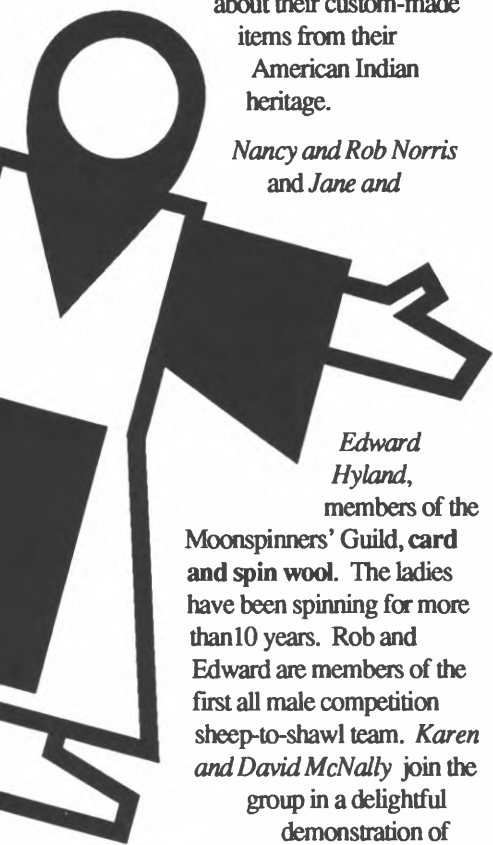 about their custom-made
items from their
American Indian
heritage.
Nancy and Rob Norris
and Jane and
Edward
Hyland,
members of the
Moonspinners' Guild, card
and spin wool. The ladies
have been spinning for more
than10 years. Rob and
Edward are members of the
first all male competition
sheep-to-shawl team. Karen
and David McNally join the
group in a delightful
demonstration of